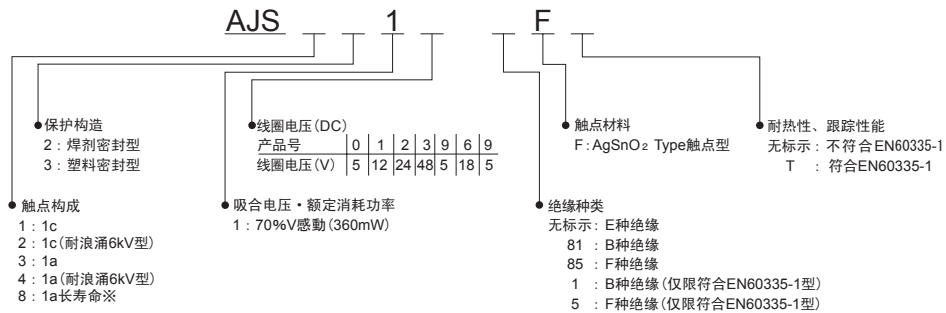 AJS 1 F
●保护构造
2：焊剂密封型
3：塑料密封型
●线圈电压(DC)
产品号 0 1 2 3 9 6 9
线圈电压(V) 5 12 24 48 5 18 5
●触点材料
F：AgSnO₂ Type触点型
●耐热性、跟踪性能
无标示：不符合EN60335-1
T ：符合EN60335-1
●触点构成
1：1c
2：1c(耐浪涌6kV型)
3：1a
4：1a(耐浪涌6kV型)
8：1a长寿命※
●吸合电压・额定消耗功率
1：70%V感動(360mW)
●绝缘种类
无标示：E种绝缘
81：B种绝缘
85：F种绝缘
1：B种绝缘(仅限符合EN60335-1型)
5：F种绝缘(仅限符合EN60335-1型)